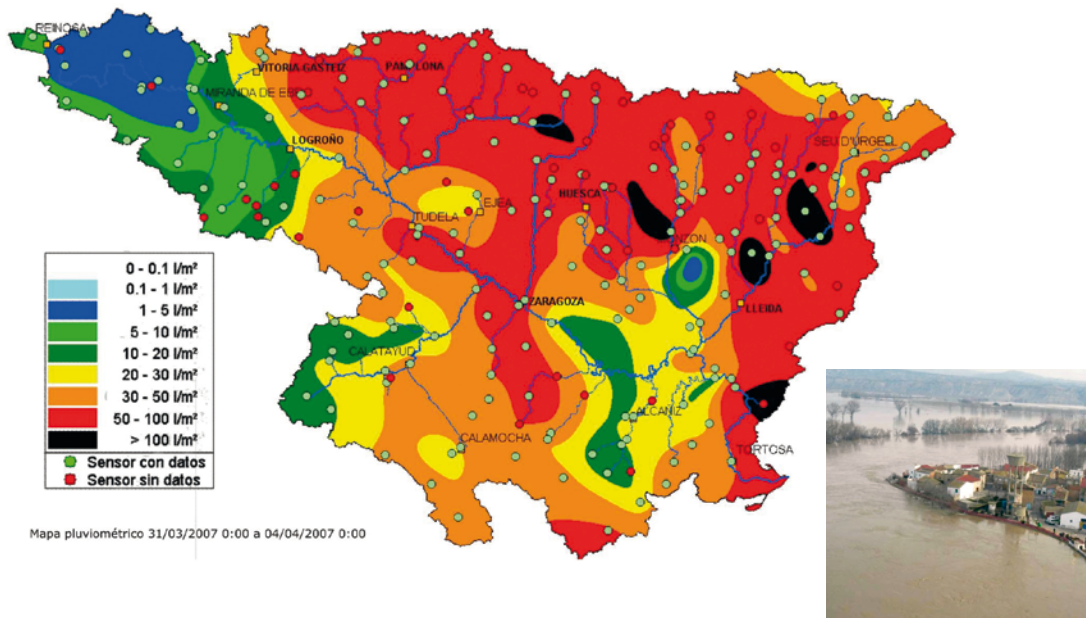 REINOSA
VITORIA-GASTEIZ
PAMPLONA
MIRANDA DE EBRO
LOGROÑO
SEU D'URGELL
HUESCA
EJEA
TUDELA
MONZON
ZARAGOZA
LLEIDA
CALATAYUD
ALCAÑIZ
CALAMOCHA
TORTOSA
0 - 0.1 l/m²
0.1 - 1 l/m²
1 - 5 l/m²
5 - 10 l/m²
10 - 20 l/m²
20 - 30 l/m²
30 - 50 l/m²
50 - 100 l/m²
> 100 l/m²
Sensor con datos
Sensor sin datos
Mapa pluviométrico 31/03/2007 0:00 a 04/04/2007 0:00